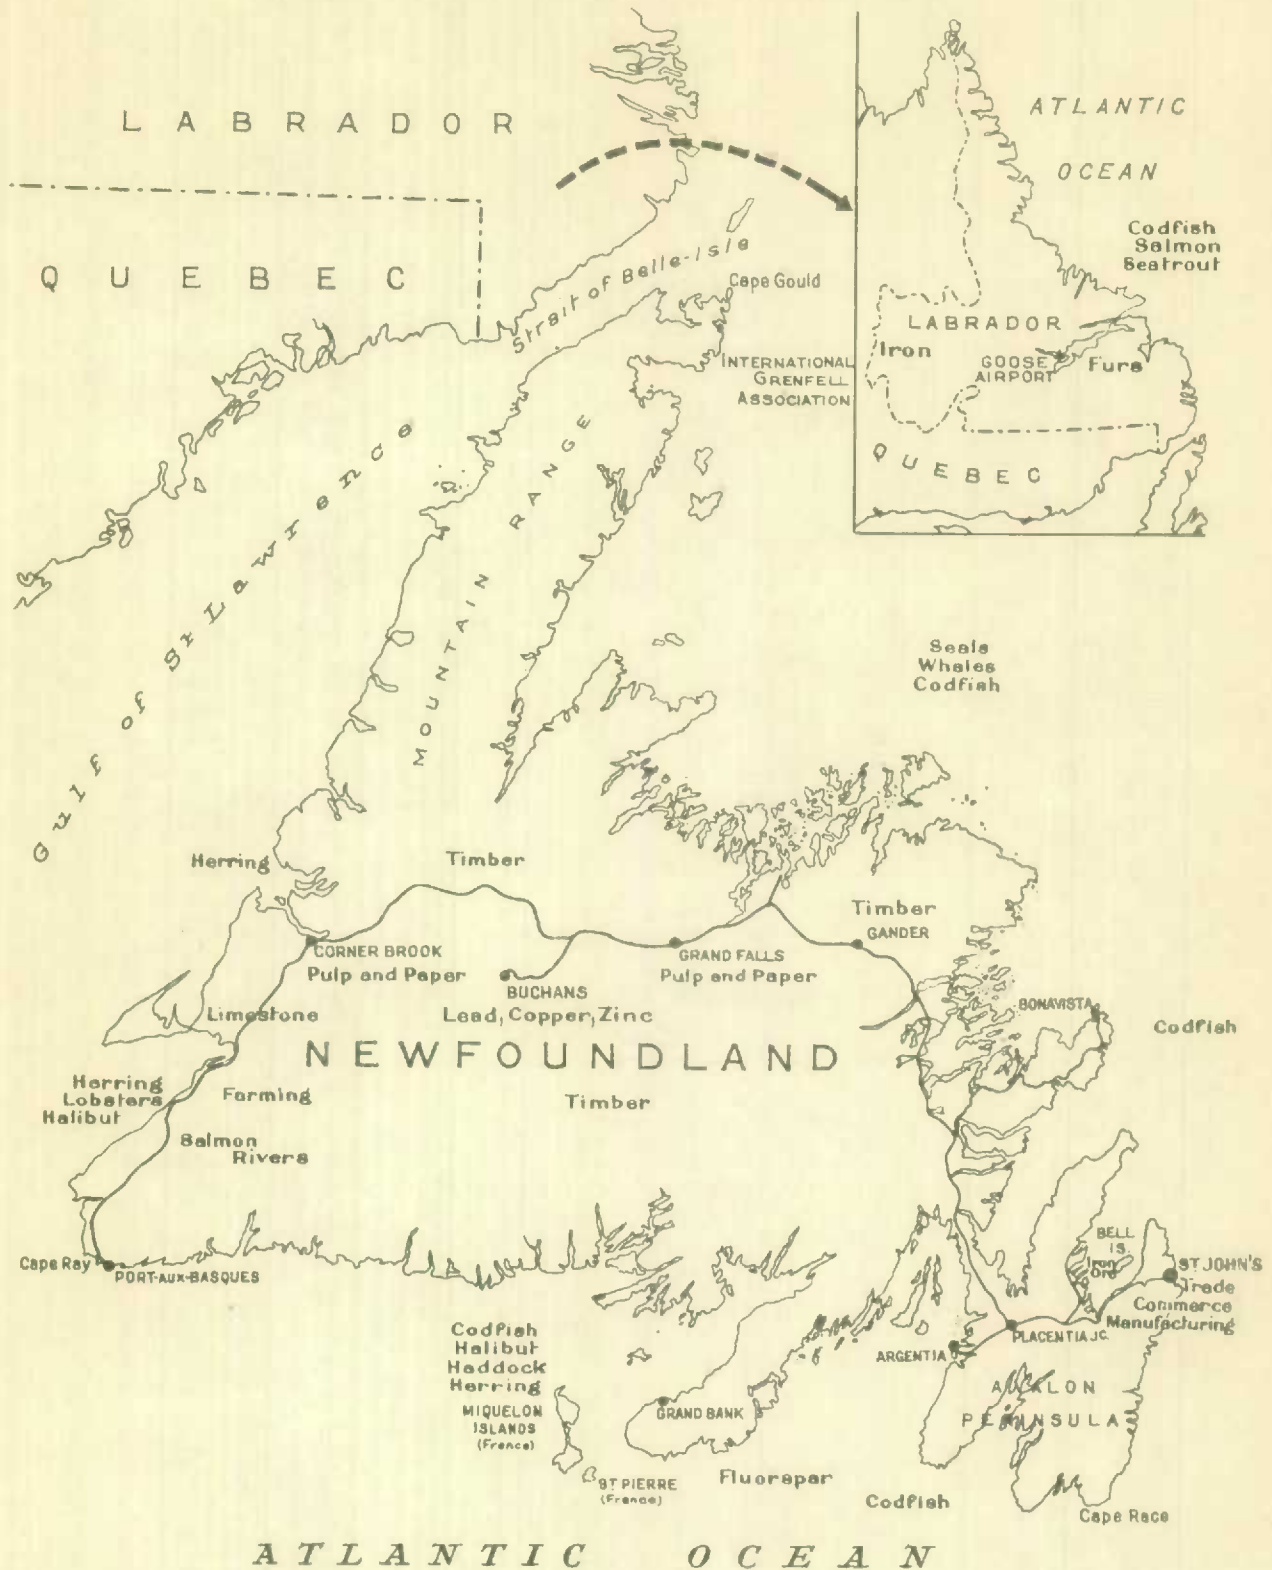 LABRADOR
QUEBEC
Gulf of St Lawrence
Strait of Belle-Isle
Cape Gould
INTERNATIONAL
GRENFELL
ASSOCIATION
MOUNTAIN RANGE
ATLANTIC
OCEAN
Codfish
Salmon
Seatrout
LABRADOR
Iron
GOOSE
AIRPORT
Furs
QUEBEC
Seals
Whales
Codfish
Herring
Timber
Timber
GANDER
CORNER BROOK
Pulp and Paper
GRAND FALLS
Pulp and Paper
BUCHANS
Lead, Copper, Zinc
Limestone
BONAVISTA
Codfish
NEWFOUNDLAND
Herring
Lobsters
Halibut
Farming
Timber
Salmon
Rivers
Cape Ray
PORT-AUX-BASQUES
BELL
IS.
Iron
Ore
ST JOHN'S
Trade
Commerce
Manufacturing
PLACENTIA JC.
ARGENTIA
Codfish
Halibut
Haddock
Herring
MIQUELON
ISLANDS
(France)
GRAND BANK
AVALON
PENINSULA
ST PIERRE
(France)
Fluorspar
Codfish
Cape Race
ATLANTIC OCEAN